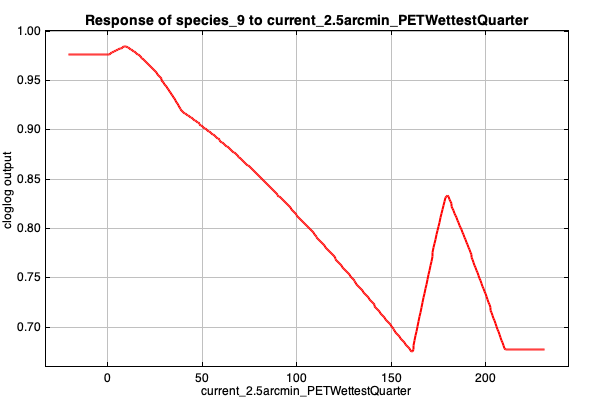 Response of species_9 to current_2.5arcmin_PETWettestQuarter
1.00
0.95
0.90
0.85
0.80
0.75
0.70
cloglog output
0 50 100 150 200
current_2.5arcmin_PETWettestQuarter